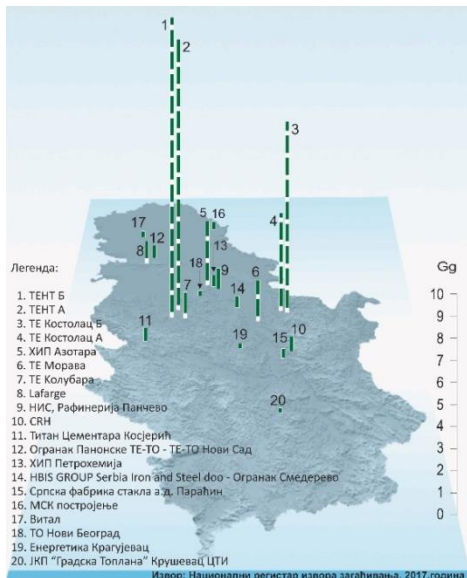 1
2
3
4
5
16
17
12
13
8
18
9
6
7
14
11
19
15
10
20
Легенда:
1. ТЕНТ Б
2. ТЕНТ А
3. ТЕ Костолац Б
4. ТЕ Костолац А
5. ХИП Азотара
6. ТЕ Морава
7. ТЕ Колубара
8. Lafarge
9. НИС, Рафинерија Панчево
10. CRH
11. Титан Цементара Косјерић
12. Огранак Панонске ТЕ-ТО - ТЕ-ТО Нови Сад
13. ХИП Петрохемија
14. HBIS GROUP Serbia Iron and Steel doo - Огранак Смедерево
15. Српска фабрика стакла а.д. Параћин
16. МСК постројење
17. Витал
18. ТО Нови Београд
19. Енергетика Крагујевац
20. ЈКП "Градска Топлана" Крушевац ЦТИ
Gg
10
9
8
7
6
5
4
3
2
1
0
Извор: Национални регистар извора загађивања, 2017.година